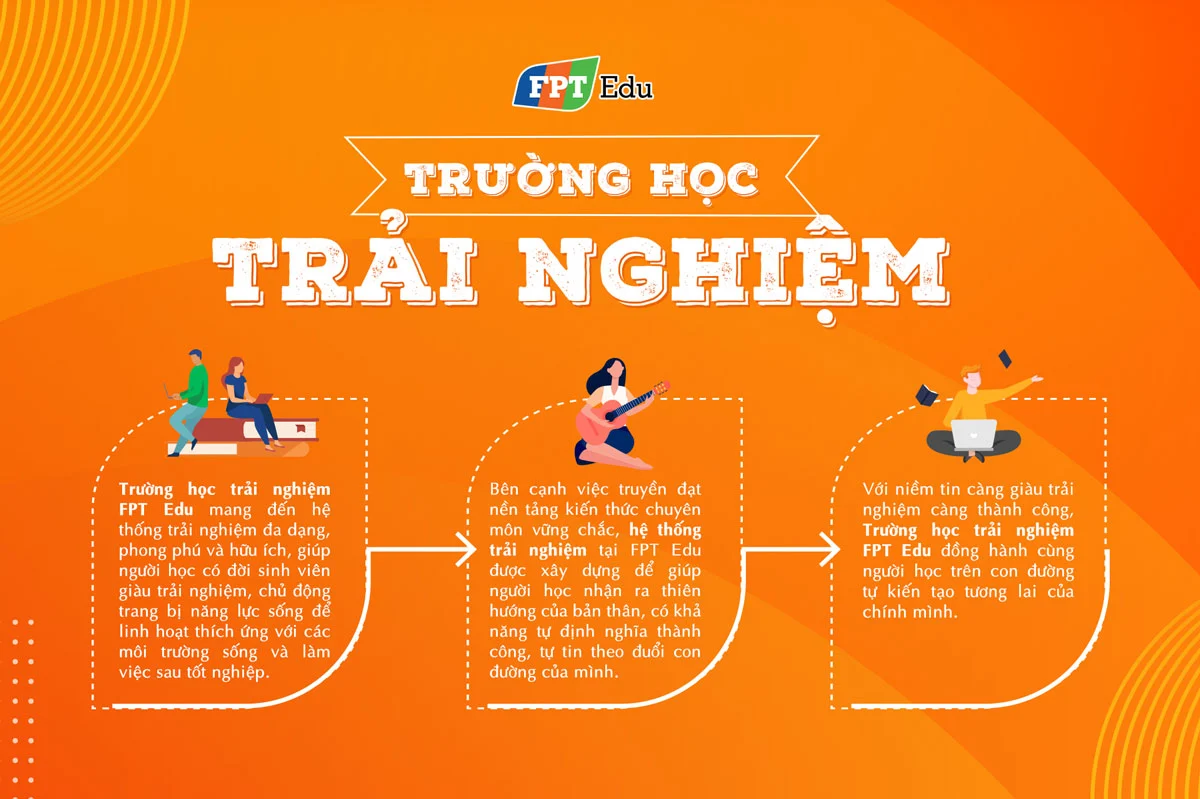 FPT Edu
TRƯỜNG HỌC
TRẢI NGHIỆM
Trường học trải nghiệm
FPT Edu mang đến hệ
thống trải nghiệm đa dạng,
phong phú và hữu ích, giúp
người học có đời sinh viên
giàu trải nghiệm, chủ động
trang bị năng lực sống để
linh hoạt thích ứng với các
môi trường sống và làm
việc sau tốt nghiệp.
Bên cạnh việc truyền đạt
nền tảng kiến thức chuyên
môn vững chắc, hệ thống
trải nghiệm tại FPT Edu
được xây dựng để giúp
người học nhận ra thiên
hướng của bản thân, có khả
năng tự định nghĩa thành
công, tự tin theo đuổi con
đường của mình.
Với niềm tin càng giàu trải
nghiệm càng thành công,
Trường học trải nghiệm
FPT Edu đồng hành cùng
người học trên con đường
tự kiến tạo tương lai của
chính mình.